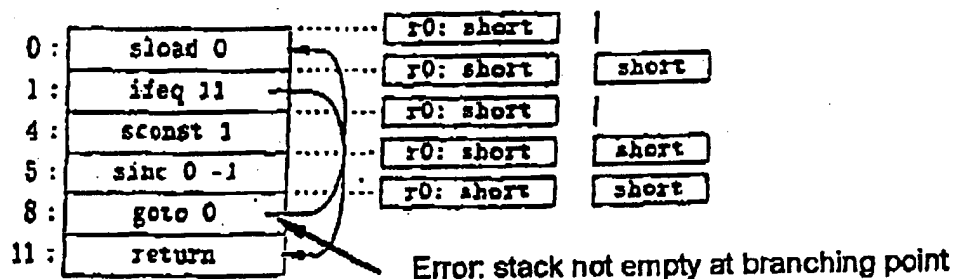 r0: short
0: sload 0
r0: short short
1: ifeq 11
r0: short
4: sconst 1
r0: short short
5: sinc 0 -1
r0: short short
8: goto 0
11: return
Error: stack not empty at branching point